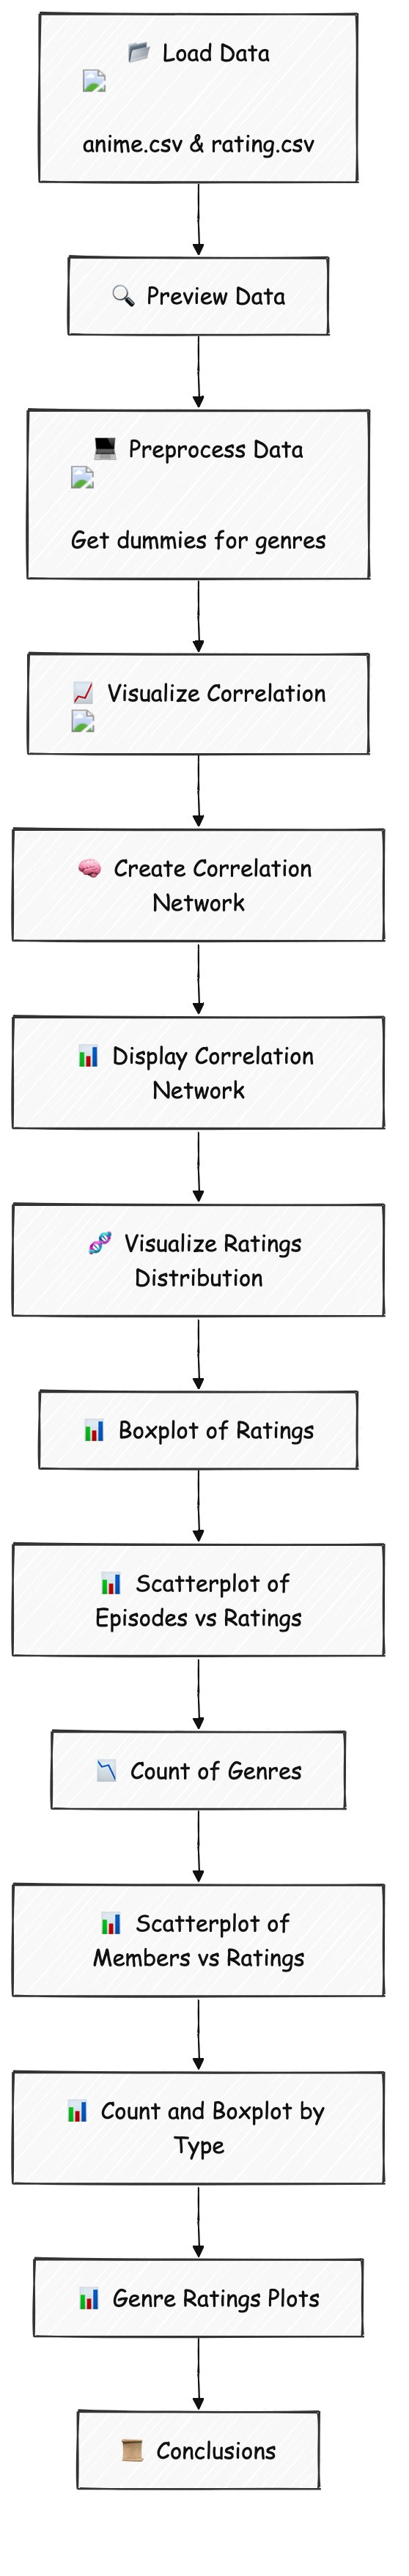 Load Data
anime.csv & rating.csv
Preview Data
Preprocess Data
Get dummies for genres
Visualize Correlation
Create Correlation
Network
Display Correlation
Network
Visualize Ratings
Distribution
Boxplot of Ratings
Scatterplot of
Episodes vs Ratings
Count of Genres
Scatterplot of
Members vs Ratings
Count and Boxplot by
Type
Genre Ratings Plots
Conclusions